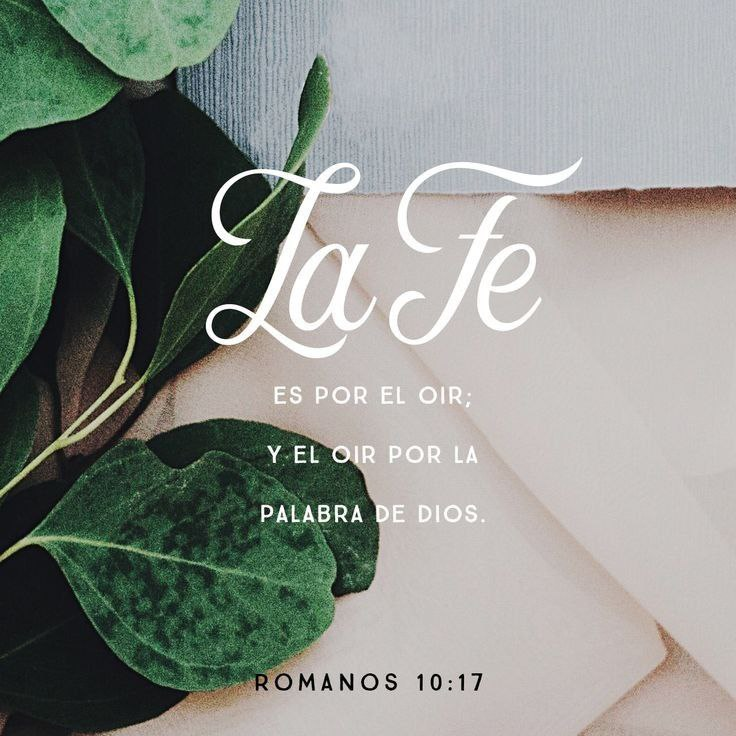 La Fe
ES POR EL OIR;
Y EL OIR POR LA
PALABRA DE DIOS.
ROMANOS 10:17